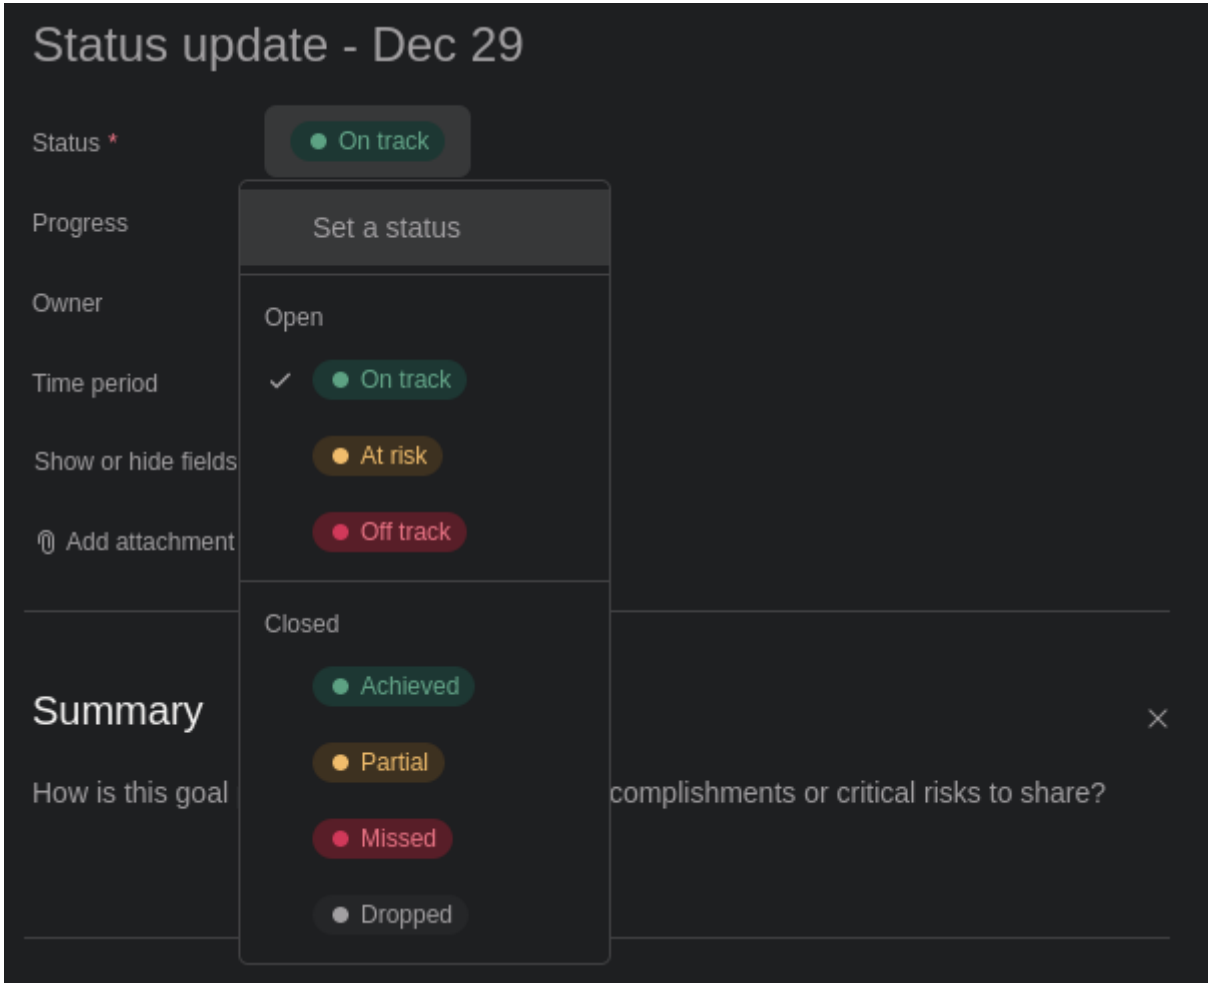 Status update - Dec 29
Status *
On track
Progress
Set a status
Owner
Open
Time period
On track
Show or hide fields
At risk
Add attachment
Off track
Closed
Achieved
Summary
Partial
How is this goal complishments or critical risks to share?
Missed
Dropped